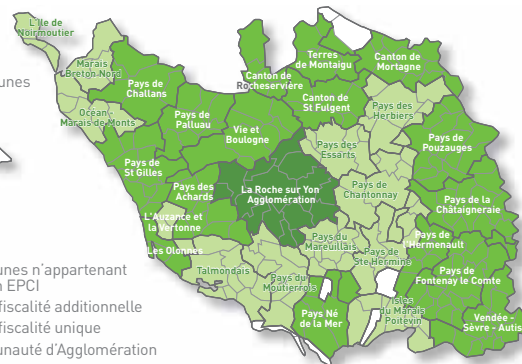 L'Ile de
Noirmoutier
Marais
Breton Nord
unes
Océan-
Marais de Monts
Pays de
Challans
Pays de
Palluau
Canton de
Rocheservière
Terres
de Montaigu
Canton de
Mortagne
Canton de
St Fulgent
Pays des
Herbiers
Vie et
Boulogne
Pays des
Essarts
Pays de
Pouzauges
Pays de
St Gilles
Pays des
Achards
La Roche sur Yon
Agglomération
Pays de
Chantonnay
Pays de la
Châtaigneraie
L'Auzance et
la Vertonne
Les Olonnes
Talmondais
Pays du
Moutierrois
Pays du
Mareuillais
Pays de
Ste Hermine
Pays de
l'Hermenault
Pays de
Fontenay le Comte
Pays Né
de la Mer
Isles
du Marais
Poitevin
Vendée -
Sèvre - Autis
unes n'appartenant
n EPCI
fiscalité additionnelle
fiscalité unique
unauté d'Agglomération